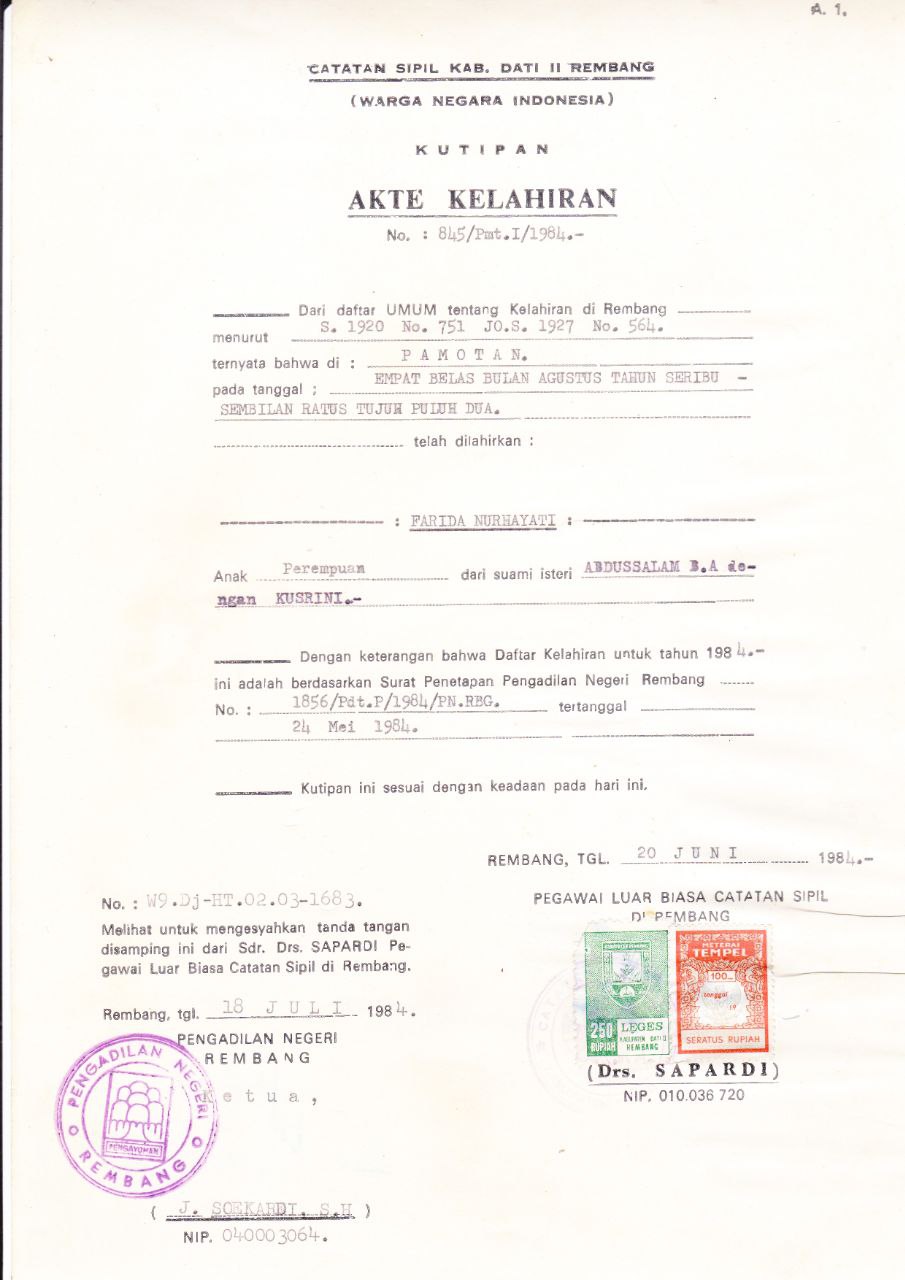 A. 1.
CATATAN SIPIL KAB. DATI II REMBANG
(WARGA NEGARA INDONESIA)
KUTIPAN
AKTE KELAHIRAN
No. : 845/Pmt.I/1984.-
Dari daftar UMUM tentang Kelahiran di Rembang
menurut S. 1920 No. 751 JO.S. 1927 No. 564.
ternyata bahwa di : PAMOTAN.
pada tanggal ; EMPAT BELAS BULAN AGUSTUS TAHUN SERIBU -
SEMBILAN RATUS TUJUH PULUH DUA.
telah dilahirkan :
: FARIDA NURHAYATI :
Anak Perempuan dari suami isteri ABDUSSALAM B.A de-
ngan KUSRINI.-
Dengan keterangan bahwa Daftar Kelahiran untuk tahun 1984.-
ini adalah berdasarkan Surat Penetapan Pengadilan Negeri Rembang
No. : 1856/Pdt.P/1984/PN.RBG. tertanggal
24 Mei 1984.
Kutipan ini sesuai dengan keadaan pada hari ini.
REMBANG, TGL. 20 JUNI 1984.-
PEGAWAI LUAR BIASA CATATAN SIPIL
DI REMBANG
250 RUPIAH
LEGES
KABUPATEN DATI II
REMBANG
METERAI
TEMPEL
100
tanggal
19
SERATUS RUPIAH
(Drs. SAPARDI)
NIP. 010.036 720
No. : W9.Dj-HT.02.03-1683.
Melihat untuk mengesyahkan tanda tangan
disamping ini dari Sdr. Drs. SAPARDI Pe-
gawai Luar Biasa Catatan Sipil di Rembang.
Rembang, tgl. 18 JULI 1984.
PENGADILAN NEGERI
REMBANG
Ketua,
PENGADILAN NEGERI
PENGAYOMAN
REMBANG
( J. SOEKARDI, S.H )
NIP. 040003064.